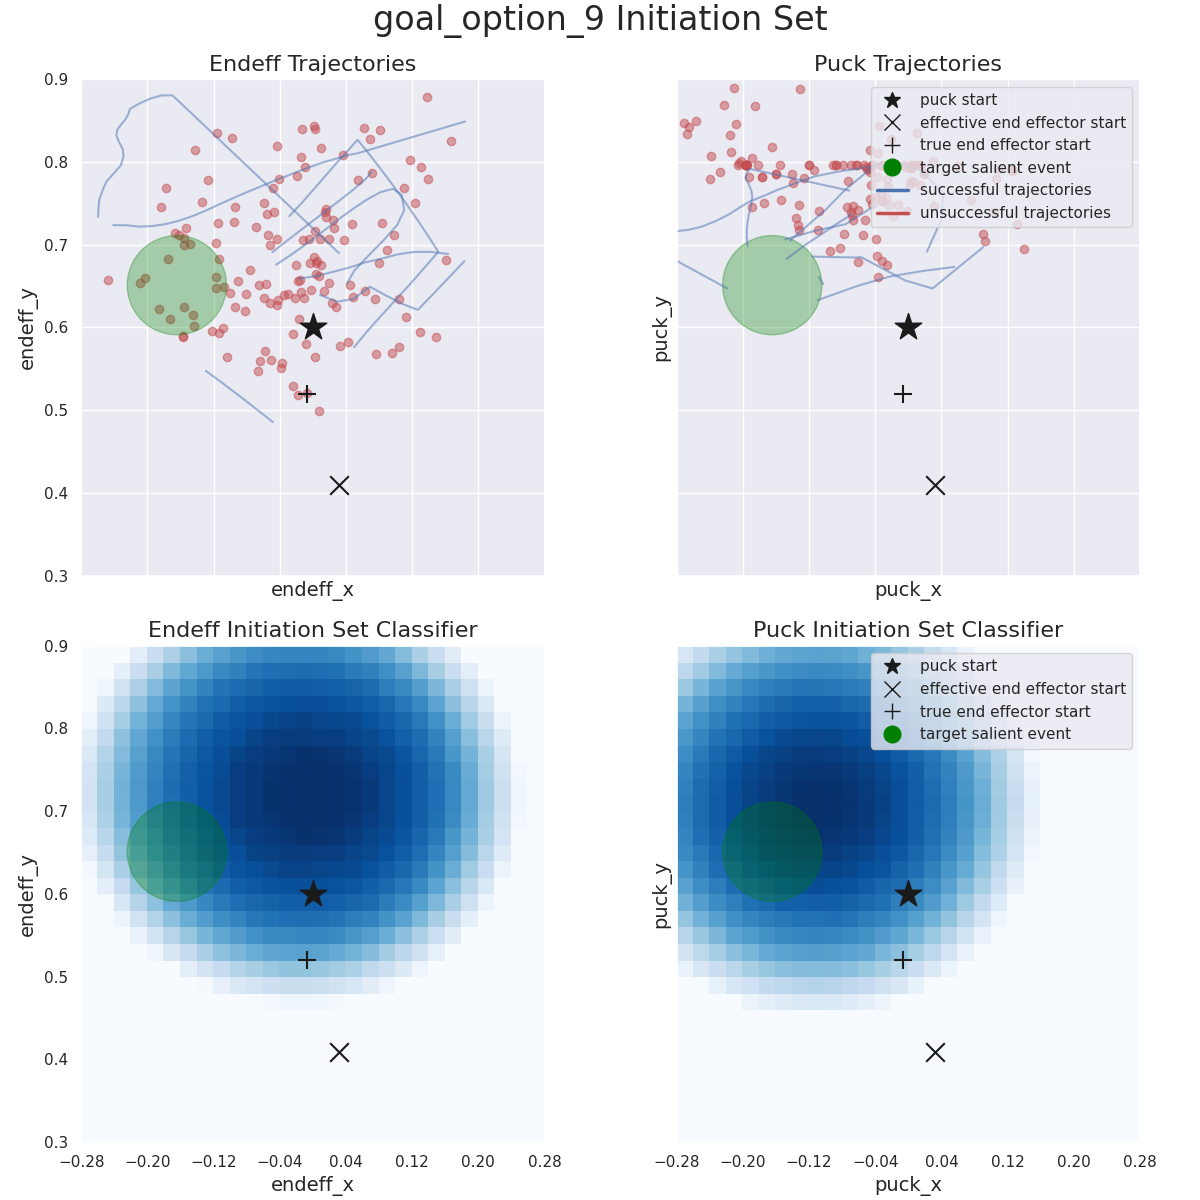 goal_option_9 Initiation Set
Endeff Trajectories
0.9
0.8
0.7
0.6
0.5
0.4
0.3
endeff_y
endeff_x
Puck Trajectories
puck start
effective end effector start
true end effector start
target salient event
successful trajectories
unsuccessful trajectories
puck_y
puck_x
Endeff Initiation Set Classifier
0.9
0.8
0.7
0.6
0.5
0.4
0.3
endeff_y
−0.28 −0.20 −0.12 −0.04 0.04 0.12 0.20 0.28
endeff_x
Puck Initiation Set Classifier
puck start
effective end effector start
true end effector start
target salient event
puck_y
−0.28 −0.20 −0.12 −0.04 0.04 0.12 0.20 0.28
puck_x